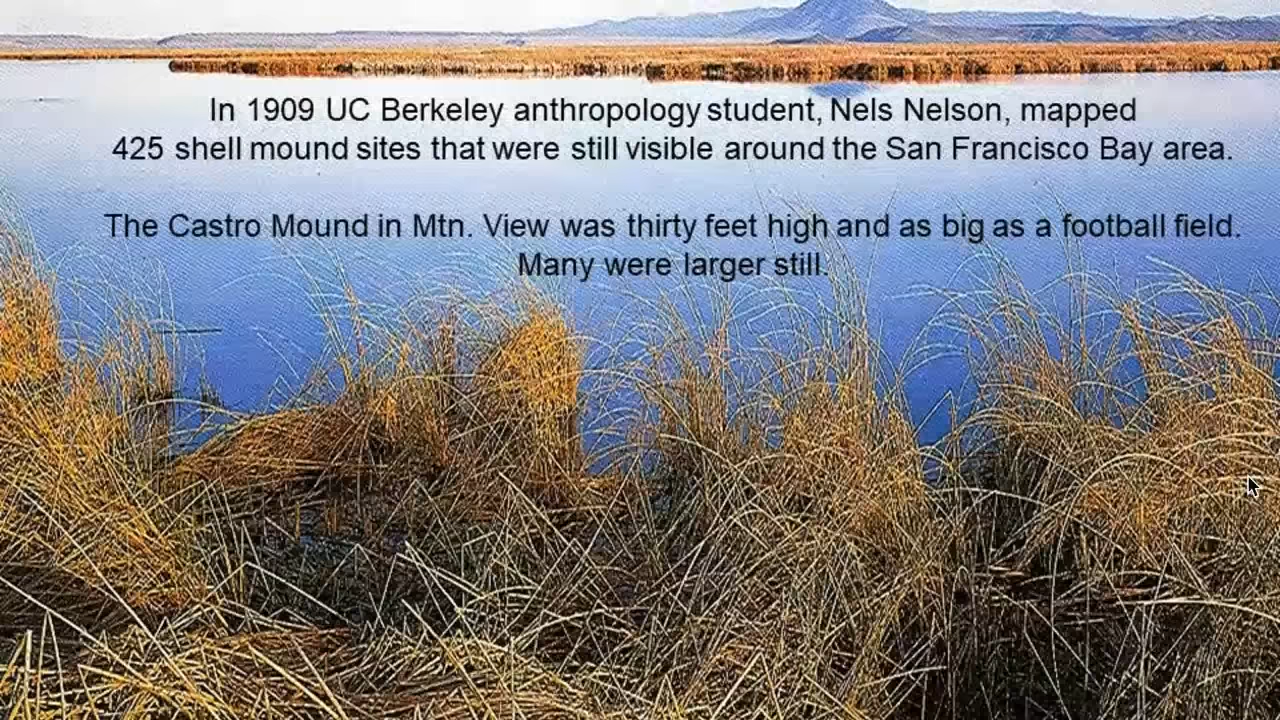 In 1909 UC Berkeley anthropology student, Nels Nelson, mapped
425 shell mound sites that were still visible around the San Francisco Bay area.
The Castro Mound in Mtn. View was thirty feet high and as big as a football field.
Many were larger still.